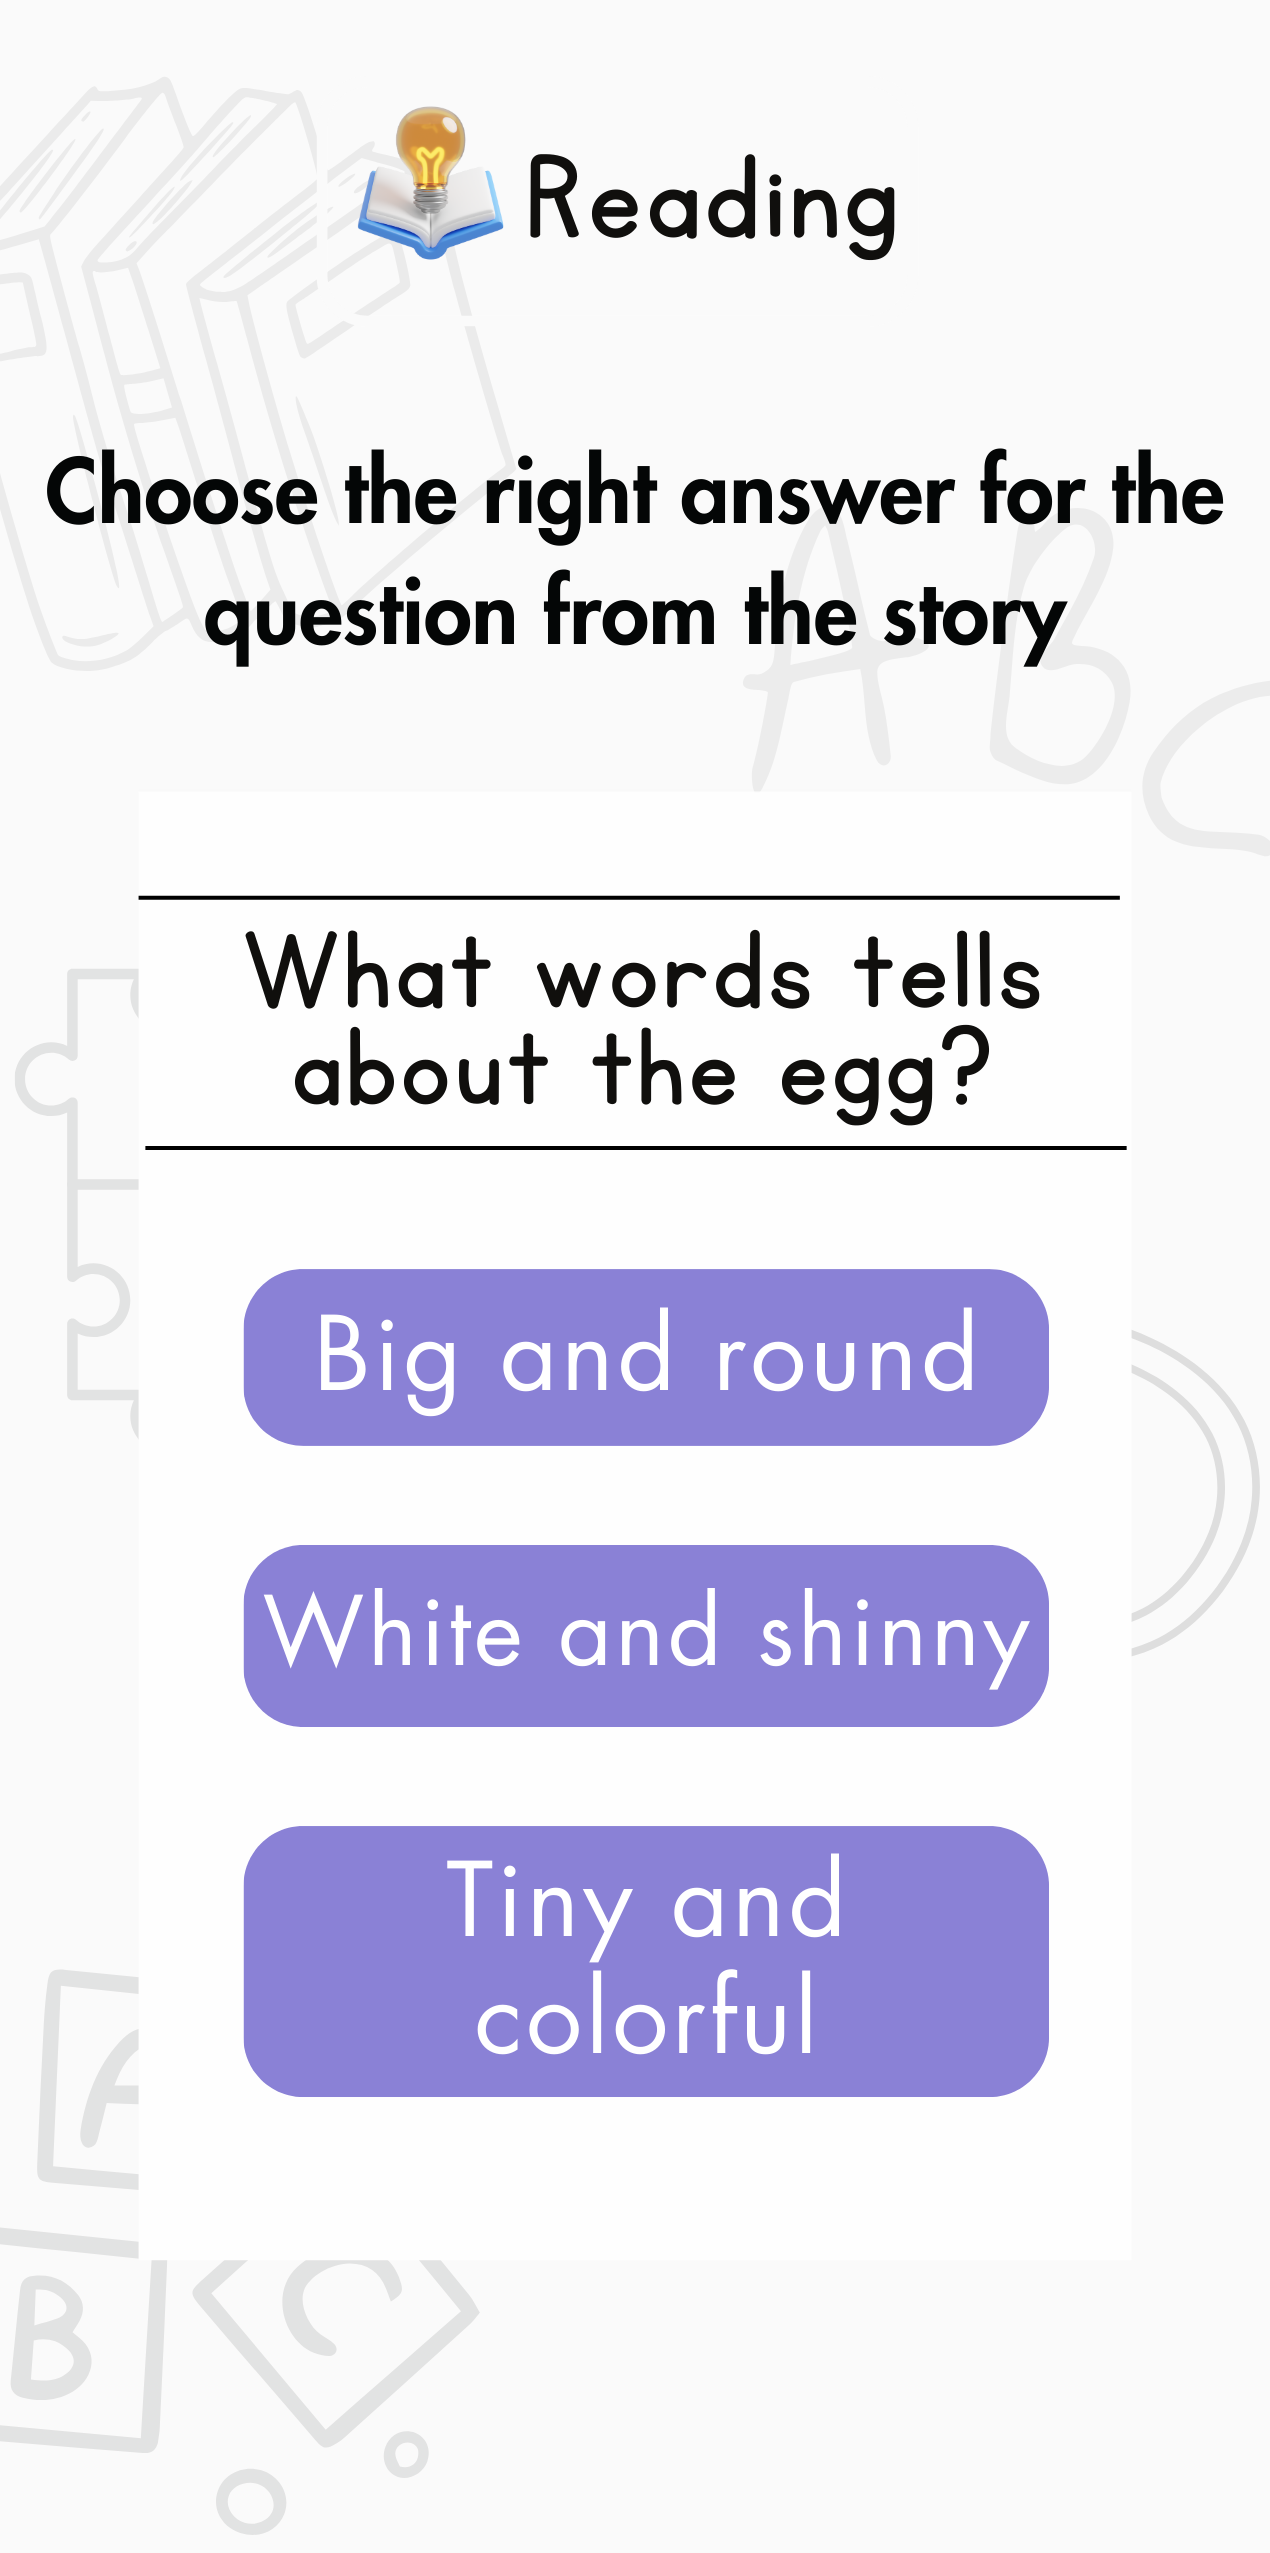 Reading
Choose the right answer for the
question from the story
A B
What words tells
about the egg?
Big and round
White and shinny
Tiny and
colorful
A
B
C